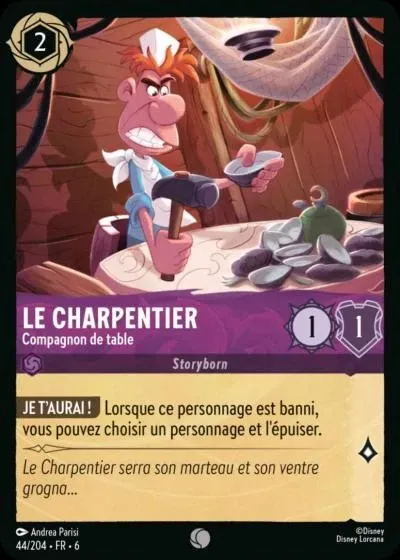 2
LE CHARPENTIER
Compagnon de table
1
1
Storyborn
JE T'AURAI ! Lorsque ce personnage est banni,
vous pouvez choisir un personnage et l'épuiser.
Le Charpentier serra son marteau et son ventre
grogna...
Andrea Parisi
©Disney
44/204 • FR • 6
Disney Lorcana